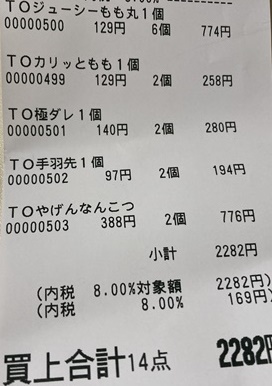 TOジューシーもも丸1個
00000500 129円 6個 774円
TOカリッともも1個
00000499 129円 2個 258円
TO極ダレ1個
00000501 140円 2個 280円
TO手羽先1個
00000502 97円 2個 194円
TOやげんなんこつ
00000503 388円 2個 776円
小計 2282円
(内税 8.00%対象額 2282円)
(内税 8.00% 169円)
買上合計14点 2282円